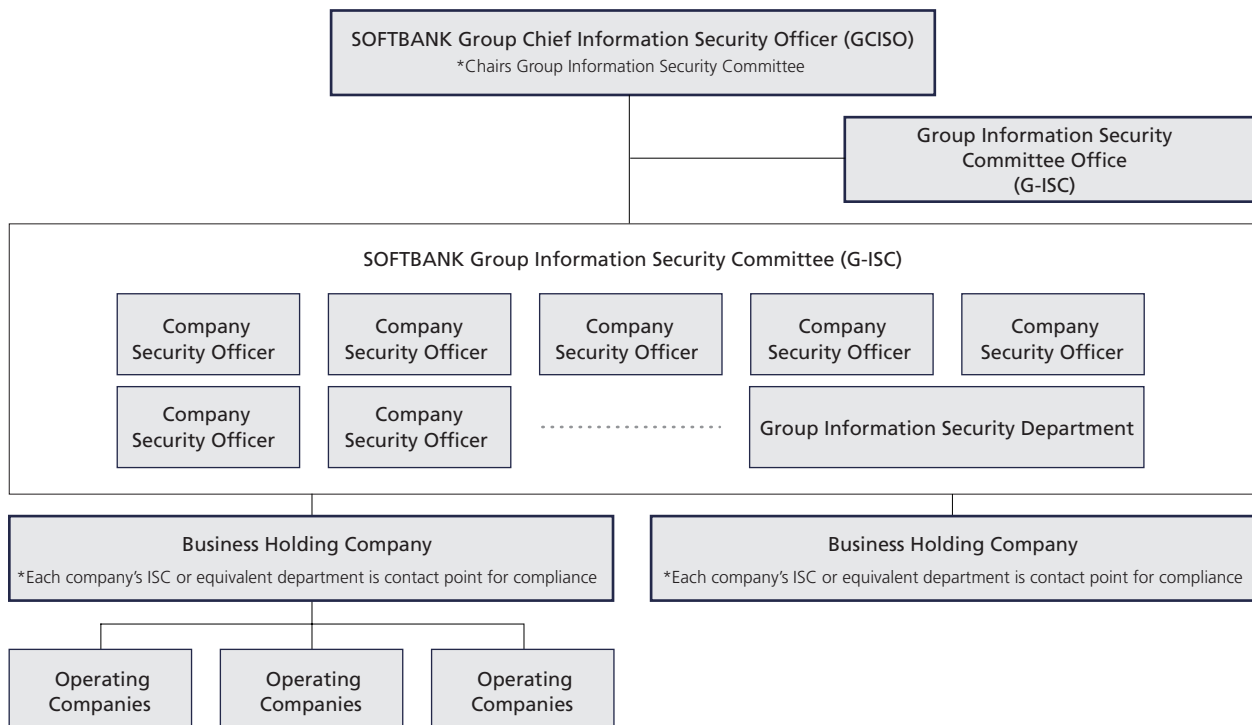 SOFTBANK Group Chief Information Security Officer (GCISO)
*Chairs Group Information Security Committee
Group Information Security
Committee Office
(G-ISC)
SOFTBANK Group Information Security Committee (G-ISC)
Company
Security Officer
Company
Security Officer
Company
Security Officer
Company
Security Officer
Company
Security Officer
Company
Security Officer
Company
Security Officer
Group Information Security Department
Business Holding Company
*Each company's ISC or equivalent department is contact point for compliance
Business Holding Company
*Each company's ISC or equivalent department is contact point for compliance
Operating
Companies
Operating
Companies
Operating
Companies